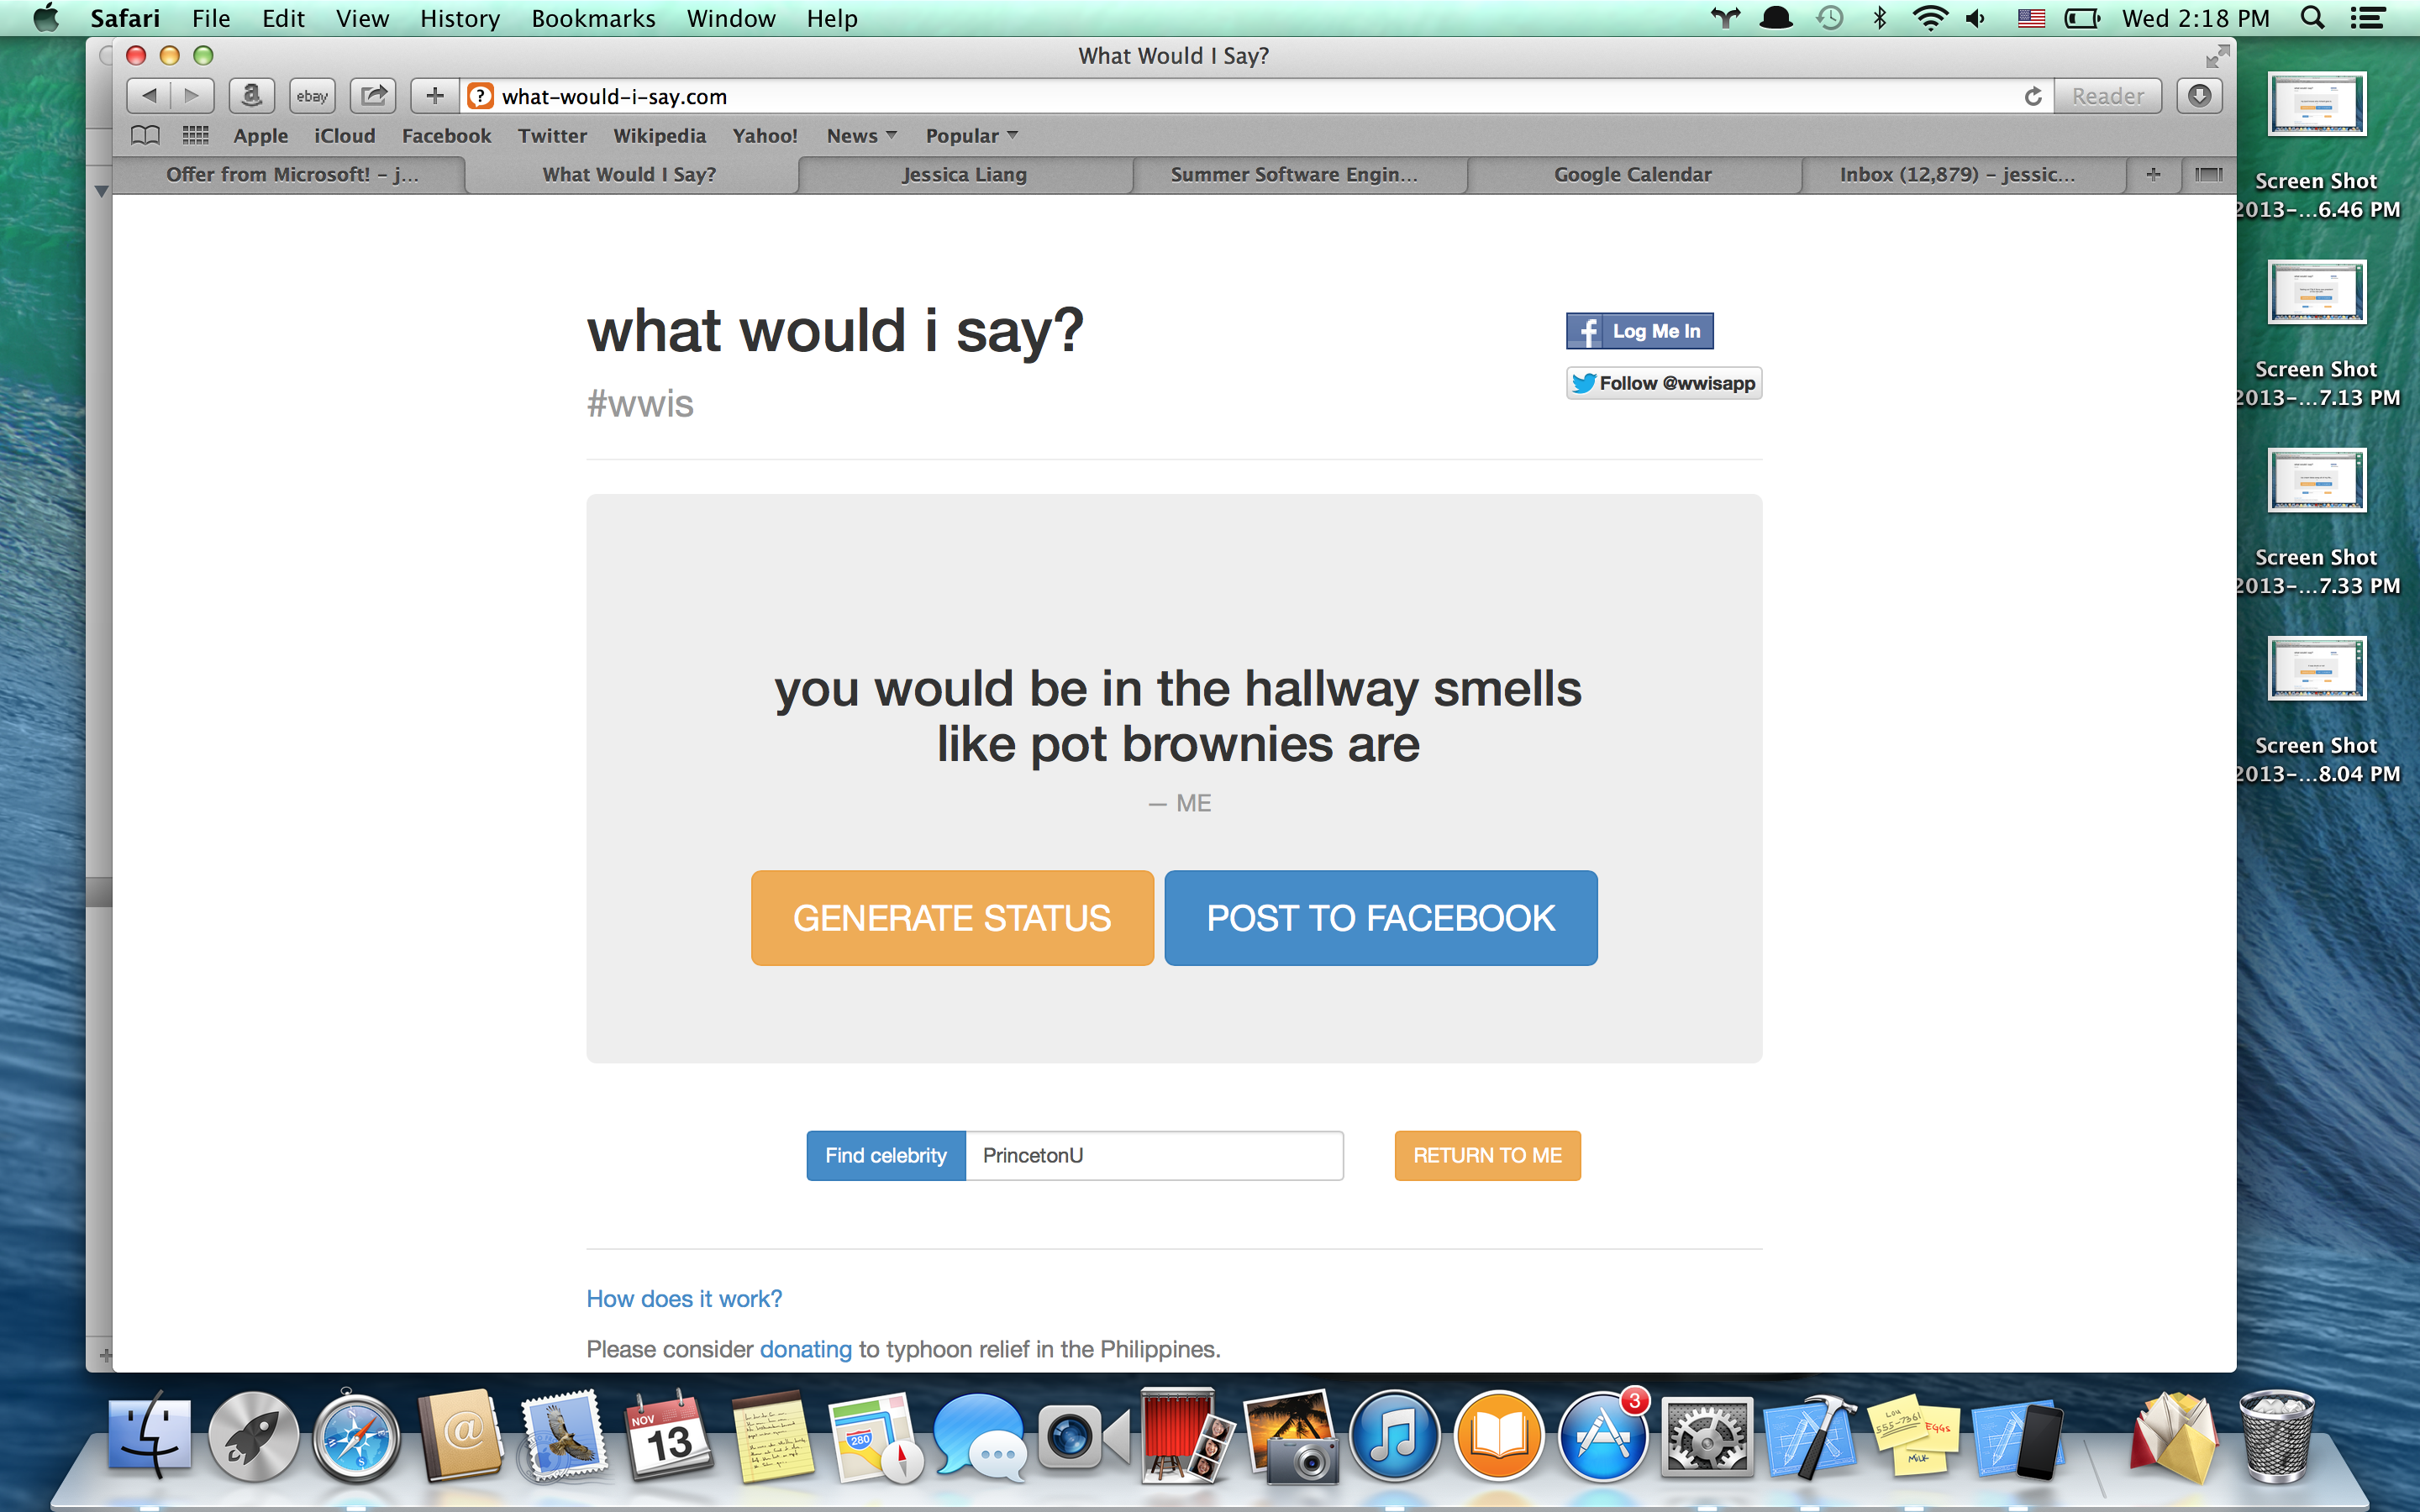 Safari File Edit View History Bookmarks Window Help Wed 2:18 PM
What Would I Say?
a ebay + what-would-i-say.com Reader
Apple iCloud Facebook Twitter Wikipedia Yahoo! News Popular
Offer from Microsoft! – j... What Would I Say? Jessica Liang Summer Software Engin... Google Calendar Inbox (12,879) – jessic... +
Screen Shot
2013-...6.46 PM
Screen Shot
2013-...7.13 PM
Screen Shot
2013-...7.33 PM
Screen Shot
2013-...8.04 PM
what would i say?
#wwis
f Log Me In
Follow @wwisapp
you would be in the hallway smells
like pot brownies are
— ME
GENERATE STATUS POST TO FACEBOOK
Find celebrity PrincetonU RETURN TO ME
How does it work?
Please consider donating to typhoon relief in the Philippines.
NOV
13
280
3
Lou
555-7361
EGGS
MILK